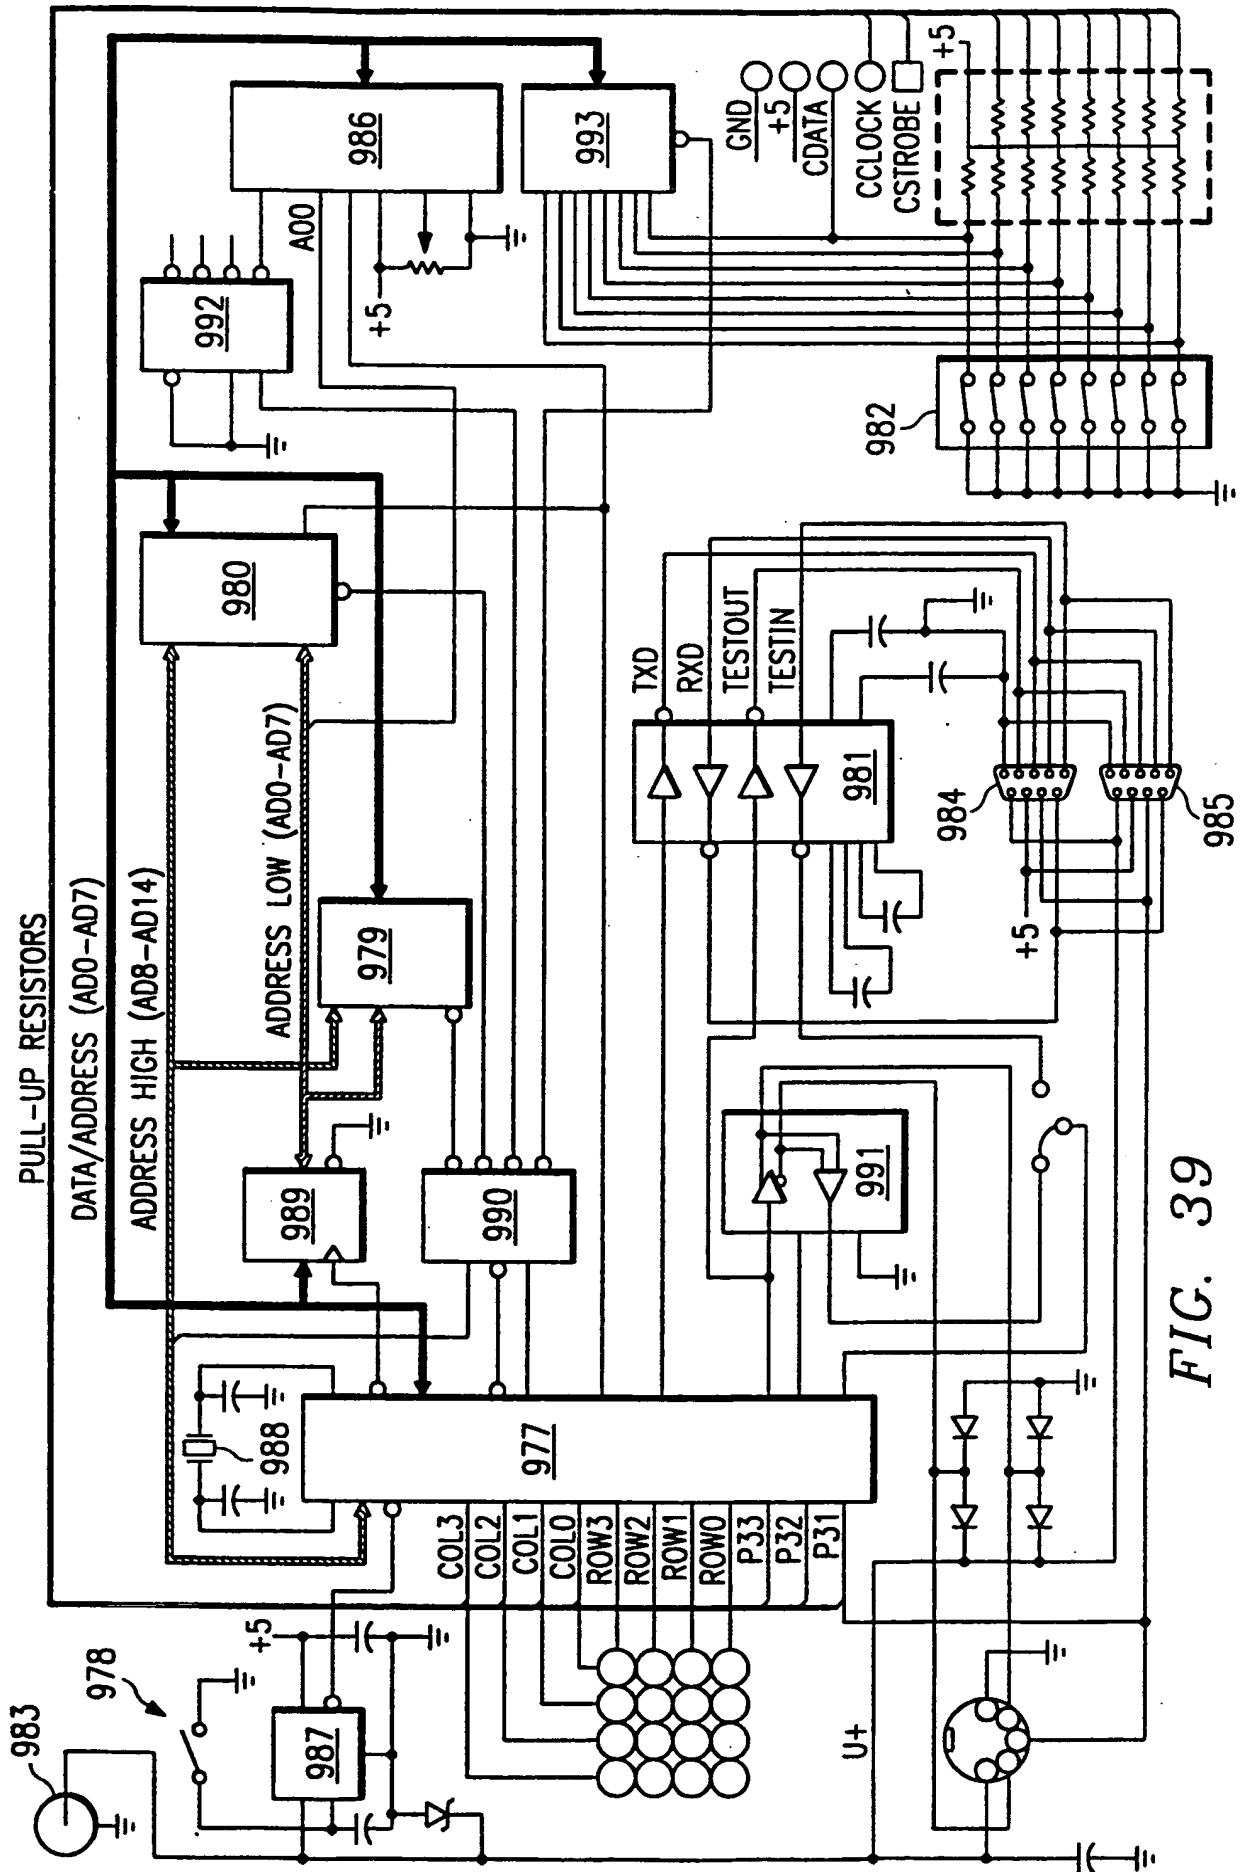 PULL-UP RESISTORS
DATA/ADDRESS (AD0-AD7)
ADDRESS HIGH (AD8-AD14)
ADDRESS LOW (AD0-AD7)
983
978
+5
987
988
977
COL3
COL2
COL1
COL0
ROW3
ROW2
ROW1
ROW0
P33
P32
P31
U+
989
990
979
980
992
986
A00
+5
993
991
981
TXD
RXD
TESTOUT
TESTIN
984
985
+5
982
GND
+5
CDATA
CCLOCK
CSTROBE
+5
FIG. 39